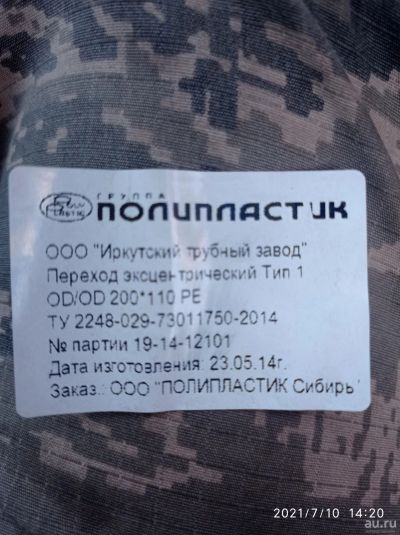 ГРУППА
ПОЛИПЛАСТИК
ООО "Иркутский трубный завод"
Переход эксцентрический Тип 1
OD/OD 200*110 PE
ТУ 2248-029-73011750-2014
№ партии 19-14-12101
Дата изготовления: 23.05.14г.
Заказ.: ООО "ПОЛИПЛАСТИК Сибирь"
2021/7/10 14:20
au.ru